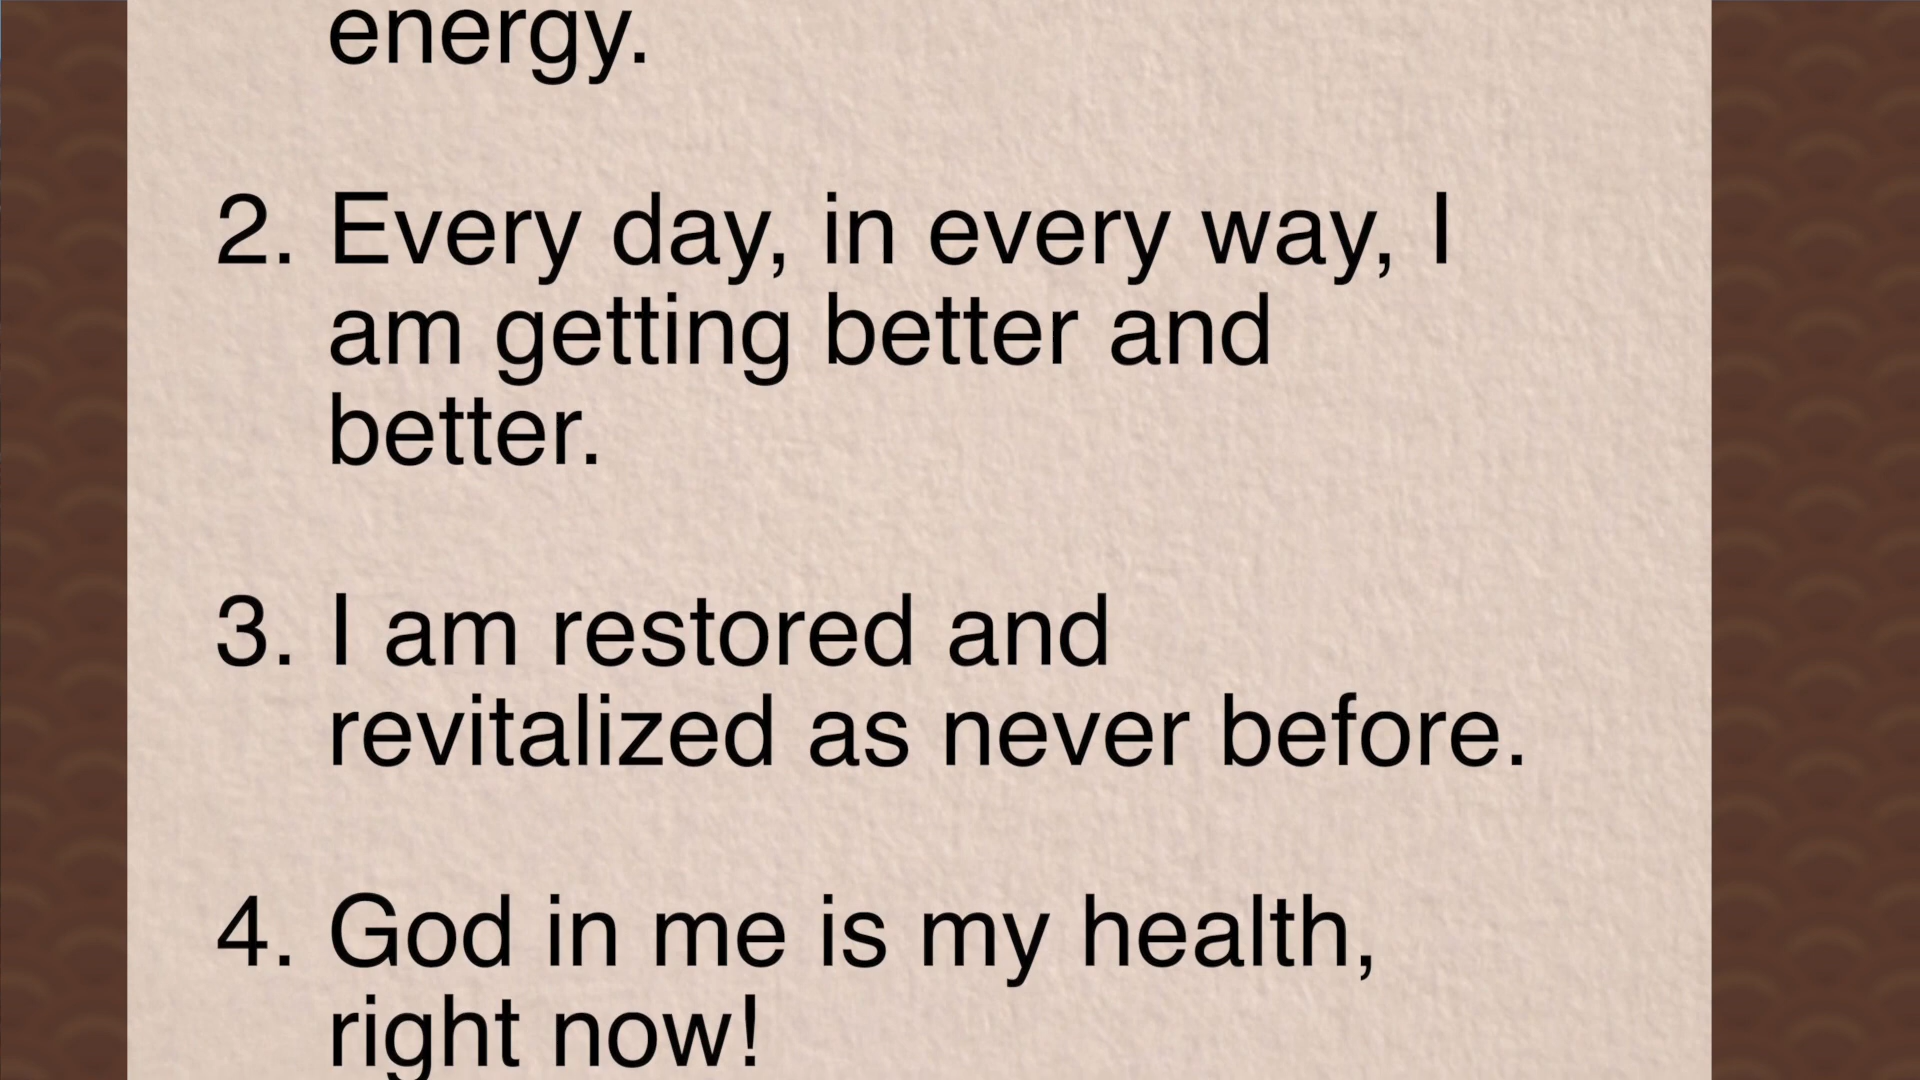 energy.
2. Every day, in every way, I
am getting better and
better.
3. I am restored and
revitalized as never before.
4. God in me is my health,
right now!